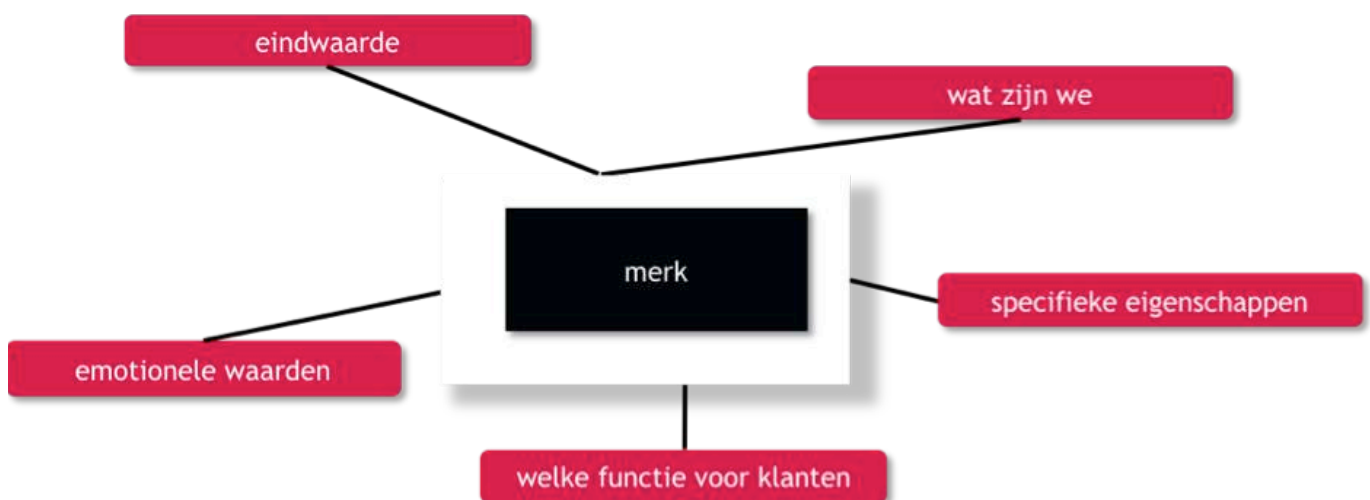 eindwaarde
wat zijn we
merk
specifieke eigenschappen
emotionele waarden
welke functie voor klanten